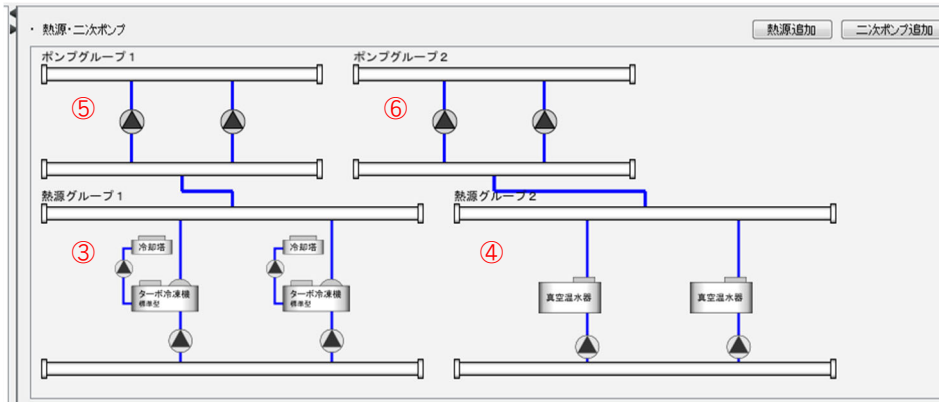 ・ 熱源・二次ポンプ
熱源追加
二次ポンプ追加
ポンプグループ1
ポンプグループ2
⑤
⑥
熱源グループ1
熱源グループ2
③
冷却塔
冷却塔
④
ターボ冷凍機
標準型
ターボ冷凍機
標準型
真空温水器
真空温水器